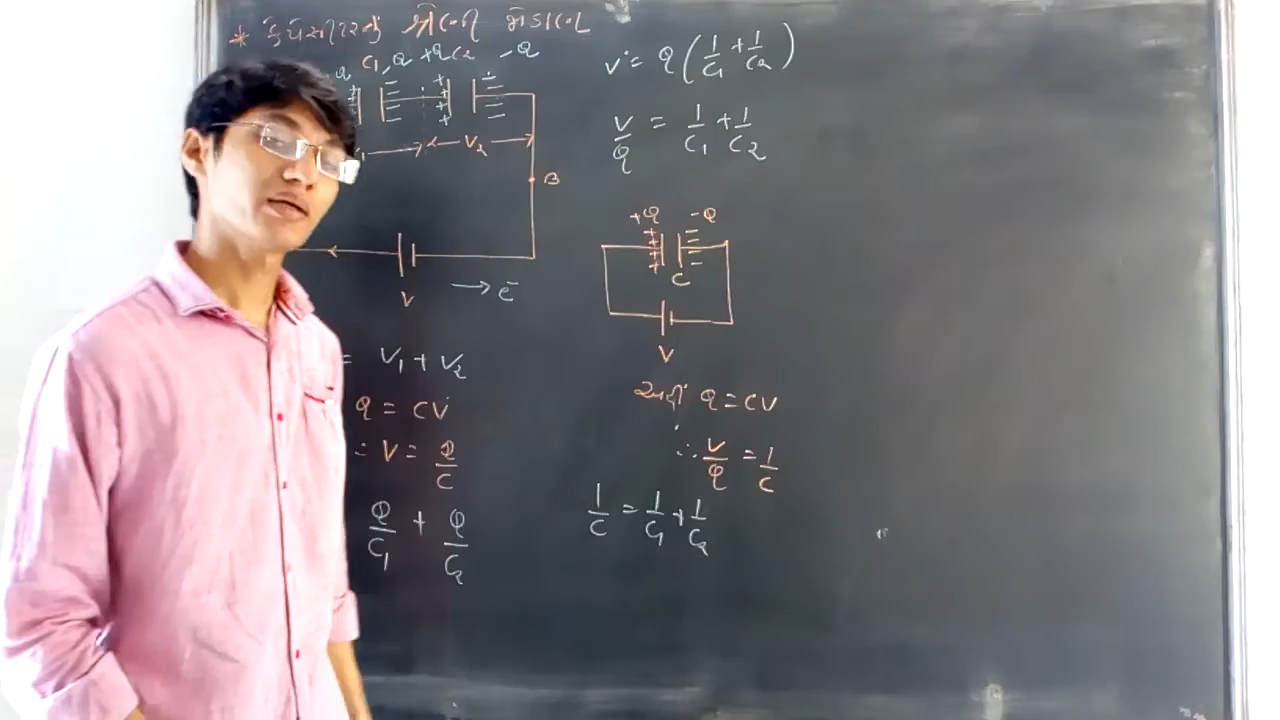 * કેપેસીટરનું શ્રેણી જોડાણ
Q C₁ -Q +Q C₂ -Q
₁ V₂
B
V → e⁻
= V₁ + V₂
Q = CV
∴ V = Q/C
Q/C₁ + Q/C₂
V = Q(1/C₁ + 1/C₂)
V/Q = 1/C₁ + 1/C₂
+Q -Q
C
V
અહીં Q = CV
∴ V/Q = 1/C
1/C = 1/C₁ + 1/C₂